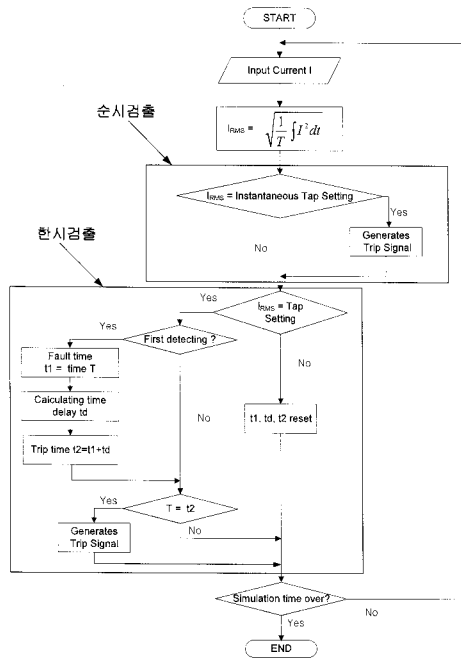 START
Input Current I
순시검출
I_RMS = √(1/T ∫I²dt)
I_RMS = Instantaneous Tap Setting
Yes
Generates
Trip Signal
No
한시검출
Yes
I_RMS = Tap
Setting
Yes
First detecting ?
Fault time
t1 = time T
No
Calculating time
delay td
No
t1, td, t2 reset
Trip time t2=t1+td
Yes
T = t2
No
Generates
Trip Signal
Simulation time over?
No
Yes
END